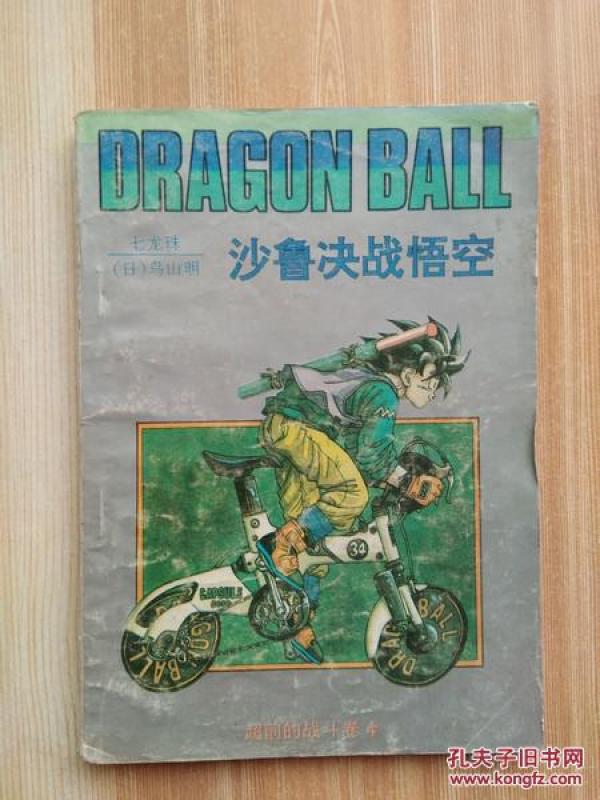 DRAGON BALL
七龙珠
(日)鸟山明
沙鲁决战悟空
34
CAPSULE
DRAGON BALL
DRAGON BALL
超前的战斗卷 4
孔夫子旧书网
www.kongfz.com